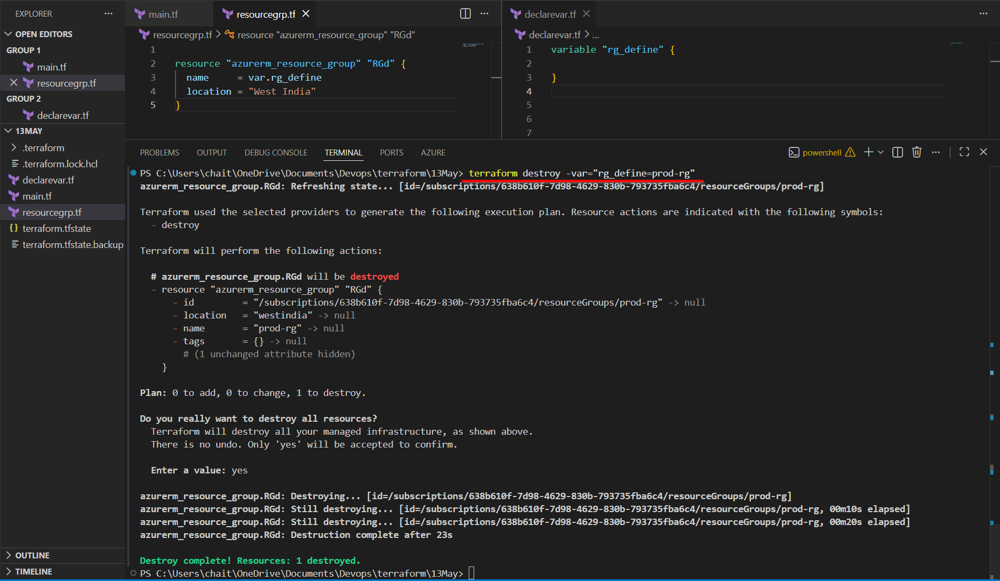 EXPLORER
OPEN EDITORS
GROUP 1
main.tf
resourcegrp.tf
GROUP 2
declarevar.tf
13MAY
.terraform
.terraform.lock.hcl
declarevar.tf
main.tf
resourcegrp.tf
terraform.tfstate
terraform.tfstate.backup
OUTLINE
TIMELINE
main.tf resourcegrp.tf
resourcegrp.tf > resource "azurerm_resource_group" "RGd"
1
2 resource "azurerm_resource_group" "RGd" {
3 name = var.rg_define
4 location = "West India"
5 }
declarevar.tf
declarevar.tf > ...
1 variable "rg_define" {
2
3 }
4
5
6
7
PROBLEMS OUTPUT DEBUG CONSOLE TERMINAL PORTS AZURE powershell
PS C:\Users\chait\OneDrive\Documents\Devops\terraform\13May> terraform destroy -var="rg_define=prod-rg"
azurerm_resource_group.RGd: Refreshing state... [id=/subscriptions/638b610f-7d98-4629-830b-793735fba6c4/resourceGroups/prod-rg]
Terraform used the selected providers to generate the following execution plan. Resource actions are indicated with the following symbols:
- destroy
Terraform will perform the following actions:
# azurerm_resource_group.RGd will be destroyed
- resource "azurerm_resource_group" "RGd" {
- id = "/subscriptions/638b610f-7d98-4629-830b-793735fba6c4/resourceGroups/prod-rg" -> null
- location = "westindia" -> null
- name = "prod-rg" -> null
- tags = {} -> null
# (1 unchanged attribute hidden)
}
Plan: 0 to add, 0 to change, 1 to destroy.
Do you really want to destroy all resources?
Terraform will destroy all your managed infrastructure, as shown above.
There is no undo. Only 'yes' will be accepted to confirm.
Enter a value: yes
azurerm_resource_group.RGd: Destroying... [id=/subscriptions/638b610f-7d98-4629-830b-793735fba6c4/resourceGroups/prod-rg]
azurerm_resource_group.RGd: Still destroying... [id=/subscriptions/638b610f-7d98-4629-830b-793735fba6c4/resourceGroups/prod-rg, 00m10s elapsed]
azurerm_resource_group.RGd: Still destroying... [id=/subscriptions/638b610f-7d98-4629-830b-793735fba6c4/resourceGroups/prod-rg, 00m20s elapsed]
azurerm_resource_group.RGd: Destruction complete after 23s
Destroy complete! Resources: 1 destroyed.
PS C:\Users\chait\OneDrive\Documents\Devops\terraform\13May>